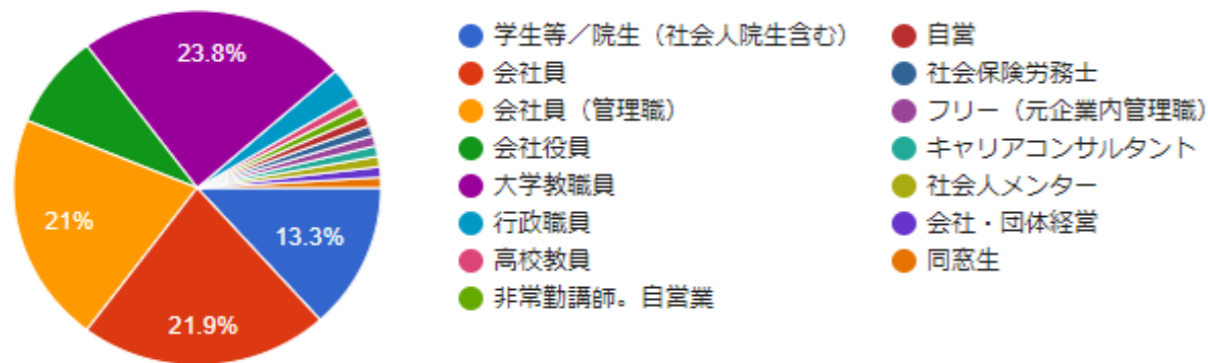 23.8%
21%
13.3%
21.9%
学生等／院生（社会人院生含む）
会社員
会社員（管理職）
会社役員
大学教職員
行政職員
高校教員
非常勤講師。自営業
自営
社会保険労務士
フリー（元企業内管理職）
キャリアコンサルタント
社会人メンター
会社・団体経営
同窓生